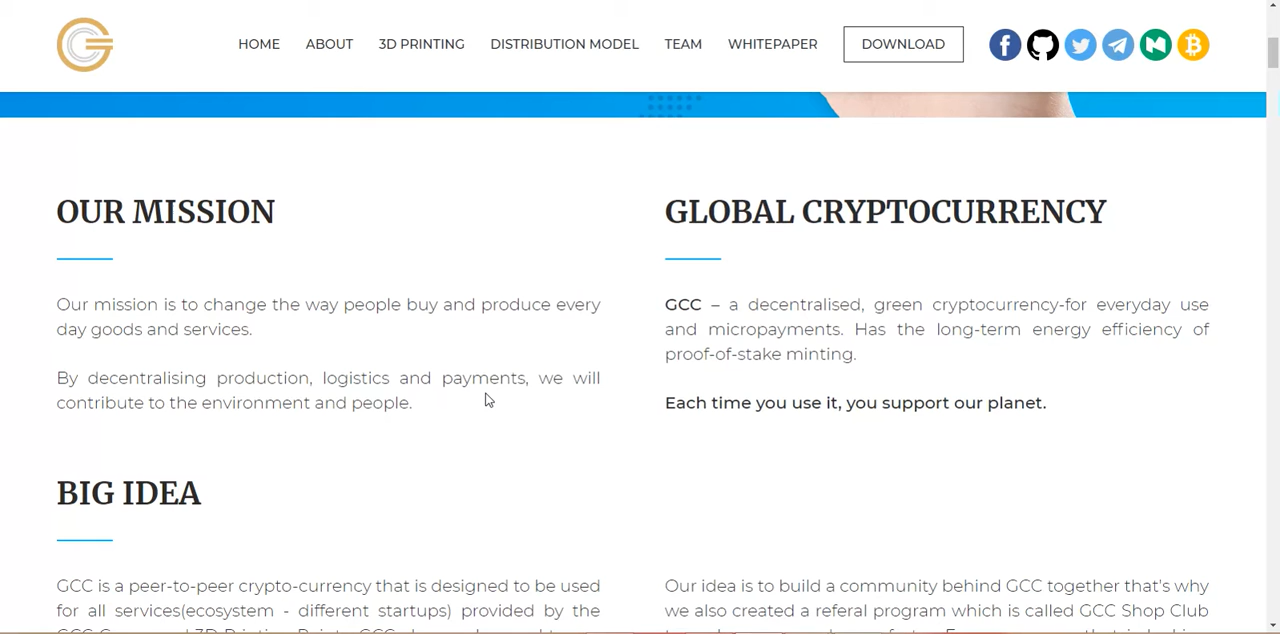 HOME ABOUT 3D PRINTING DISTRIBUTION MODEL TEAM WHITEPAPER DOWNLOAD
OUR MISSION
Our mission is to change the way people buy and produce every
day goods and services.
By decentralising production, logistics and payments, we will
contribute to the environment and people.
GLOBAL CRYPTOCURRENCY
GCC – a decentralised, green cryptocurrency-for everyday use
and micropayments. Has the long-term energy efficiency of
proof-of-stake minting.
Each time you use it, you support our planet.
BIG IDEA
GCC is a peer-to-peer crypto-currency that is designed to be used
for all services(ecosystem - different startups) provided by the
Our idea is to build a community behind GCC together that's why
we also created a referal program which is called GCC Shop Club